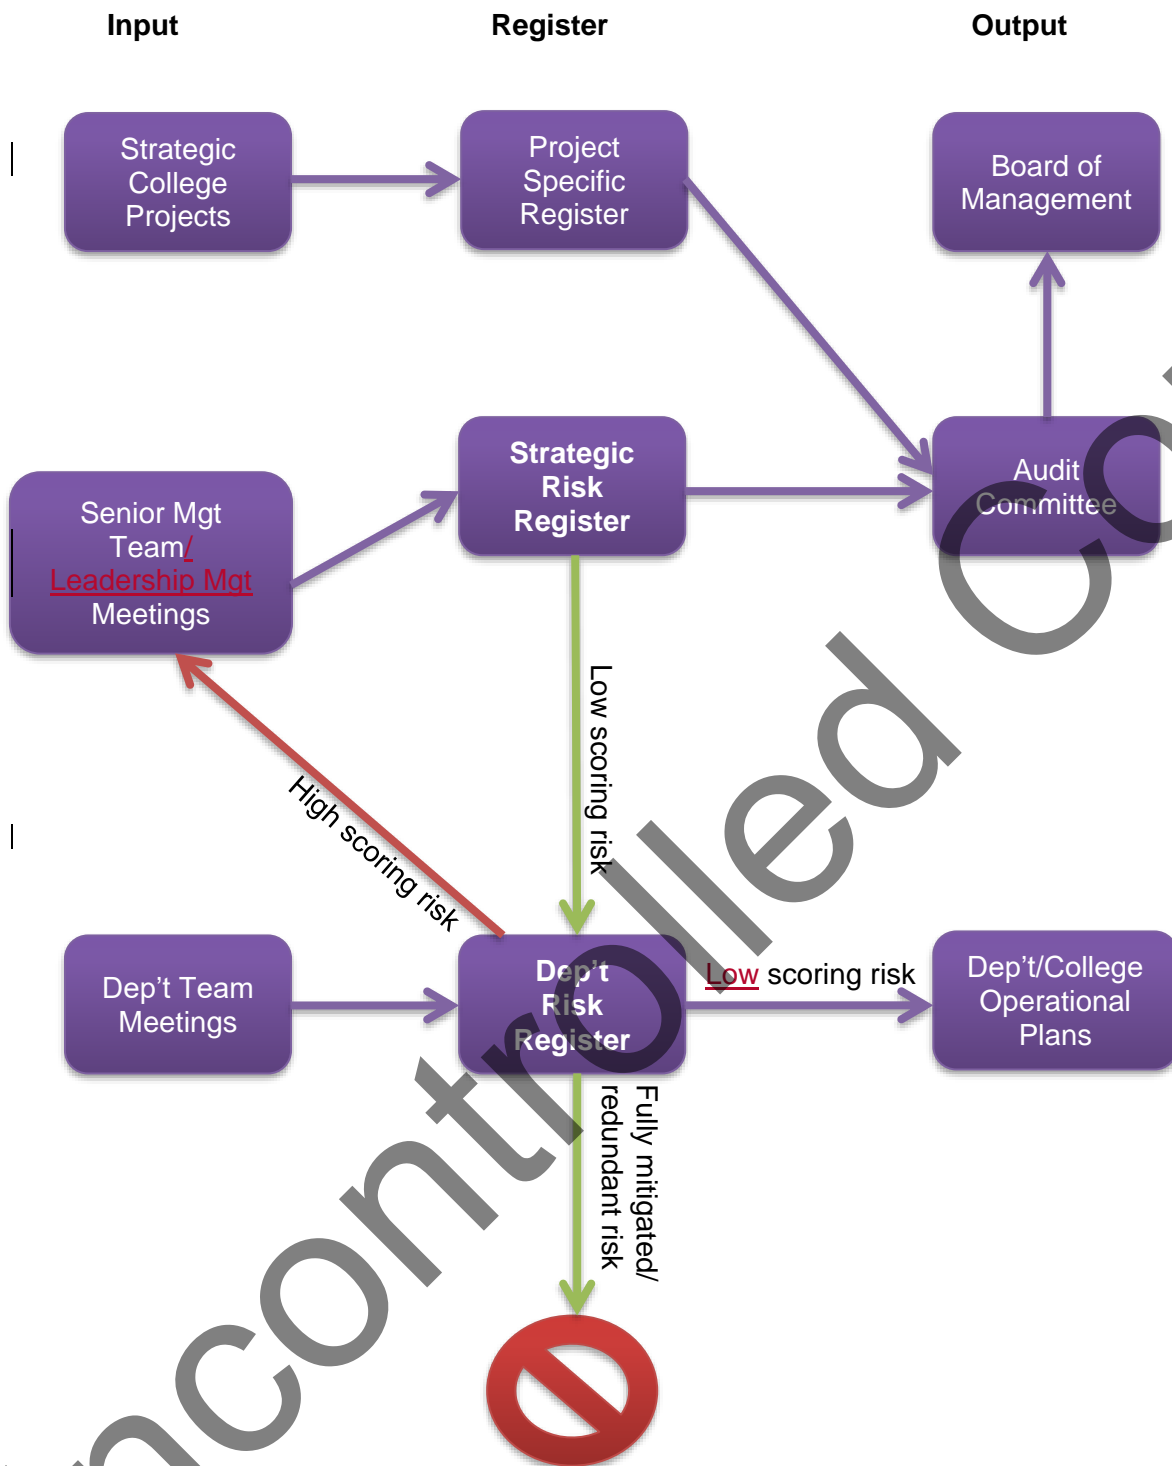 Input
Register
Output
Strategic
College
Projects
Project
Specific
Register
Board of
Management
Senior Mgt
Team/
Leadership Mgt
Meetings
Strategic
Risk
Register
Audit
Committee
Low scoring risk
High scoring risk
Dep't Team
Meetings
Dep't
Risk
Register
Low scoring risk
Dep't/College
Operational
Plans
Fully mitigated/
redundant risk
ncontrolled Co